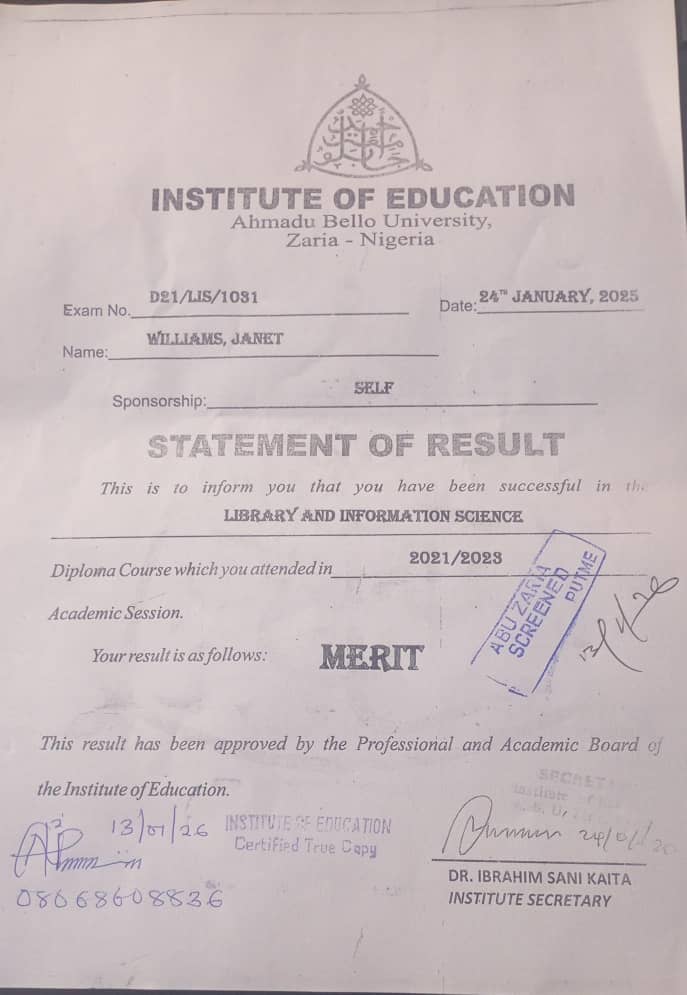 INSTITUTE OF EDUCATION
Ahmadu Bello University,
Zaria - Nigeria
Exam No. D21/LIS/1031
Date: 24TH JANUARY, 2025
Name: WILLIAMS, JANET
Sponsorship: SELF
STATEMENT OF RESULT
This is to inform you that you have been successful in the
LIBRARY AND INFORMATION SCIENCE
Diploma Course which you attended in 2021/2023
Academic Session.
ABU ZARIA
SCREENED
PUTME
13/1/26
Your result is as follows: MERIT
This result has been approved by the Professional and Academic Board of
the Institute of Education.
13/01/26
INSTITUTE OF EDUCATION
Certified True Copy
08068608836
DR. IBRAHIM SANI KAITA
INSTITUTE SECRETARY